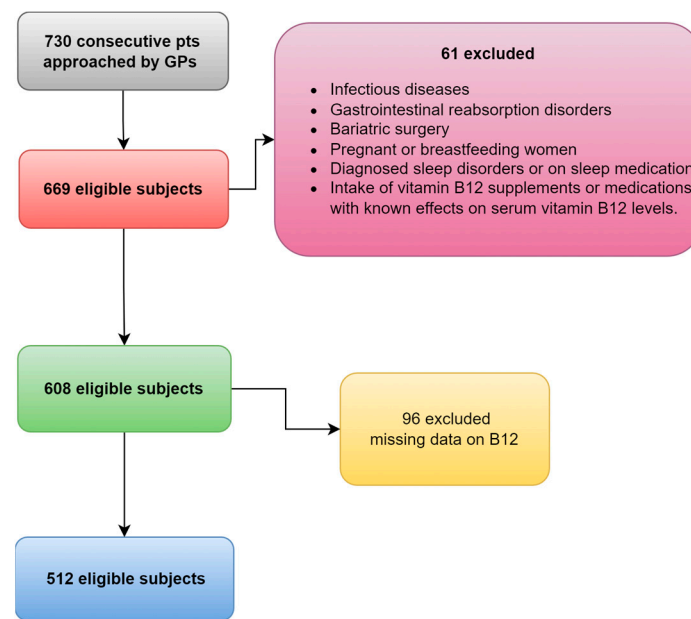 730 consecutive pts
approached by GPs
61 excluded
• Infectious diseases
• Gastrointestinal reabsorption disorders
• Bariatric surgery
• Pregnant or breastfeeding women
• Diagnosed sleep disorders or on sleep medication
• Intake of vitamin B12 supplements or medications
with known effects on serum vitamin B12 levels.
669 eligible subjects
608 eligible subjects
96 excluded
missing data on B12
512 eligible subjects